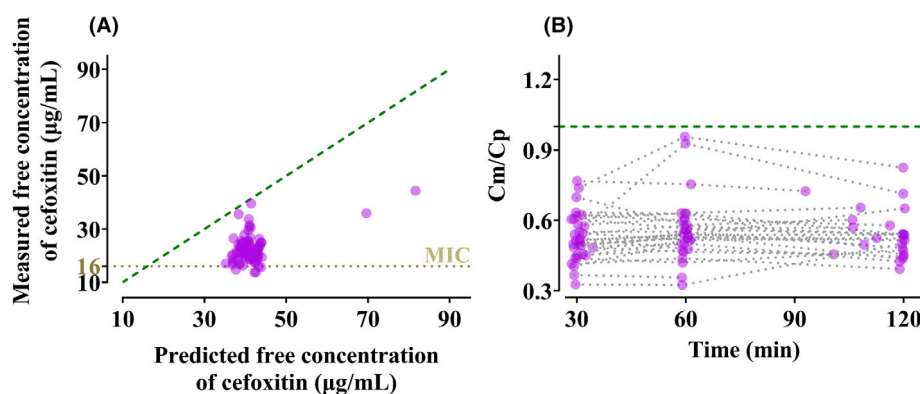 (A)
Measured free concentration
of cefoxitin (µg/mL)
90
70
50
30
16
10
MIC
10
30
50
70
90
Predicted free concentration
of cefoxitin (µg/mL)
(B)
Cm/Cp
1.2
0.9
0.6
0.3
30
60
90
120
Time (min)